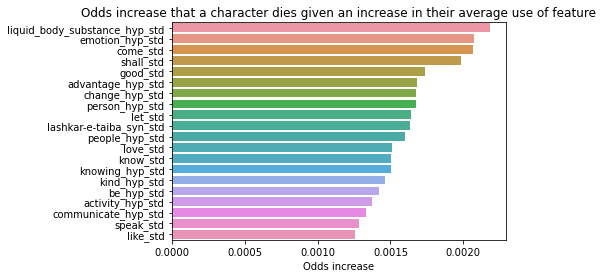 Odds increase that a character dies given an increase in their average use of feature
liquid_body_substance_hyp_std
emotion_hyp_std
come_std
shall_std
good_std
advantage_hyp_std
change_hyp_std
person_hyp_std
let_std
lashkar-e-taiba_syn_std
people_hyp_std
love_std
know_std
knowing_hyp_std
kind_hyp_std
be_hyp_std
activity_hyp_std
communicate_hyp_std
speak_std
like_std
0.0000 0.0005 0.0010 0.0015 0.0020
Odds increase